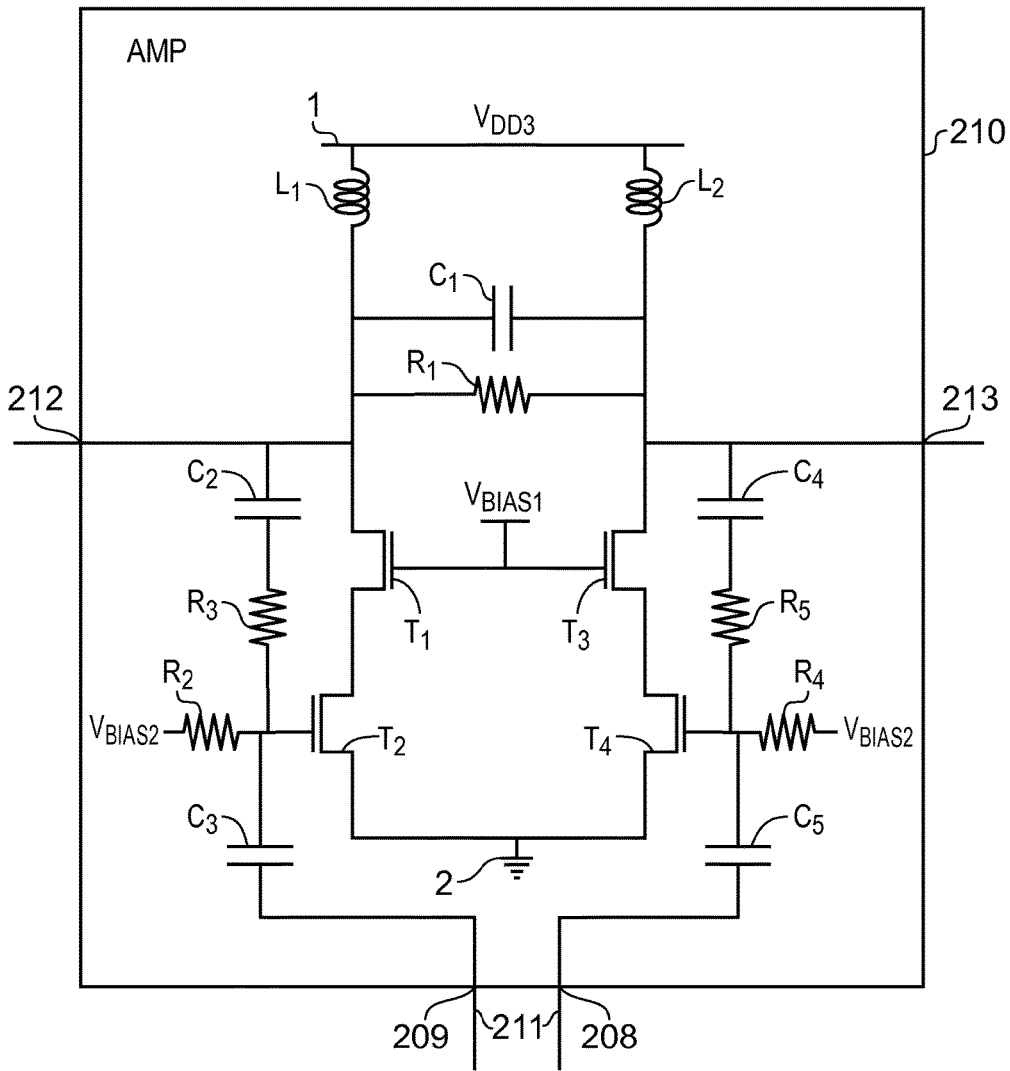 AMP
1
VDD3
210
L1
L2
C1
R1
212
213
C2
C4
VBIAS1
R3
R5
T1
T3
R2
R4
VBIAS2
VBIAS2
T2
T4
C3
C5
2
209
211
208